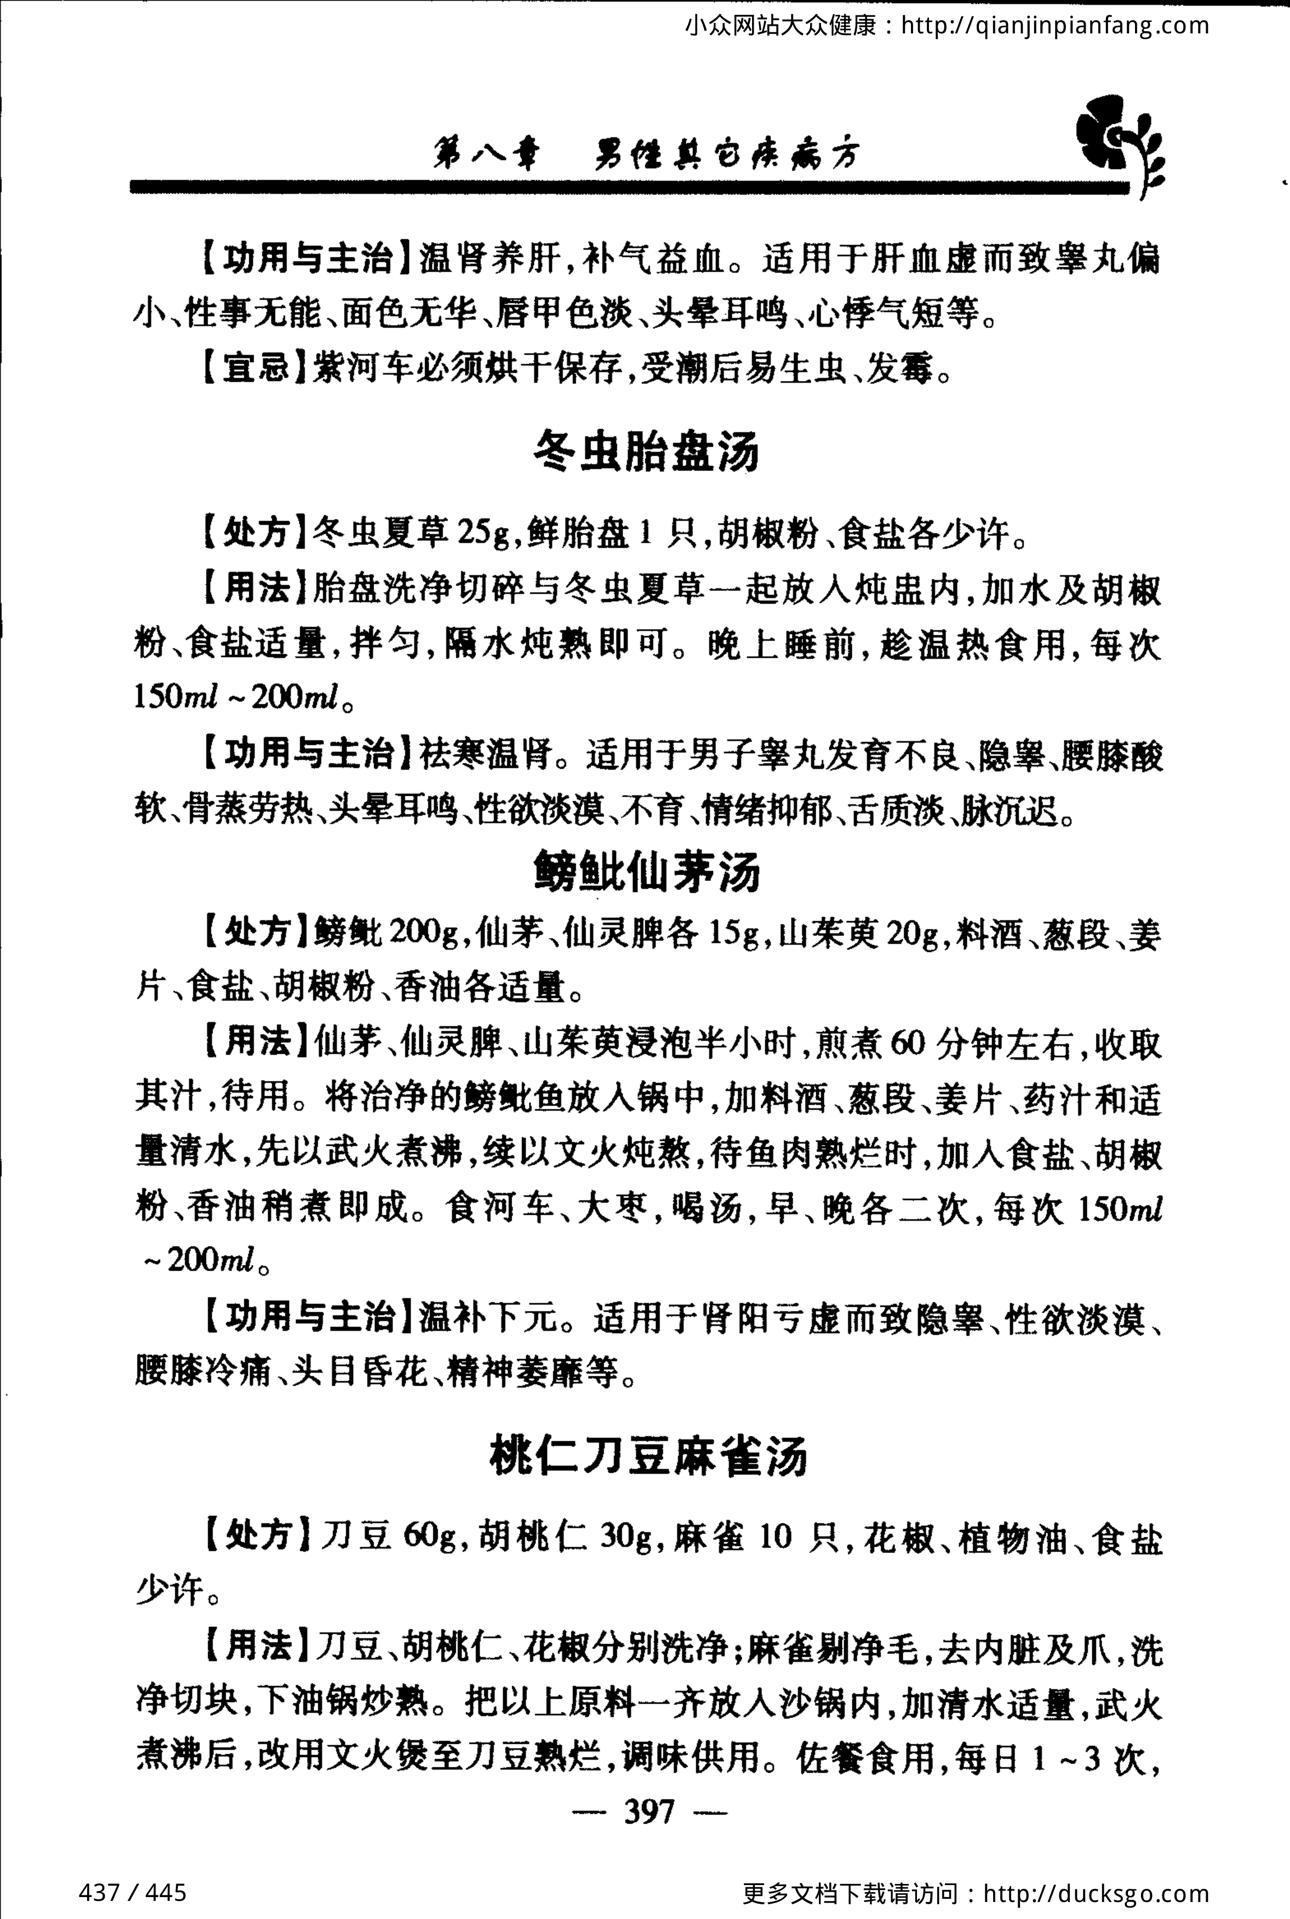 小众网站大众健康：http://qianjinpianfang.com
第八章 男性其它疾病方
【功用与主治】温肾养肝，补气益血。适用于肝血虚而致睾丸偏
小、性事无能、面色无华、唇甲色淡、头晕耳鸣、心悸气短等。
【宜忌】紫河车必须烘干保存，受潮后易生虫、发霉。
冬虫胎盘汤
【处方】冬虫夏草25g，鲜胎盘1只，胡椒粉、食盐各少许。
【用法】胎盘洗净切碎与冬虫夏草一起放入炖盅内，加水及胡椒
粉、食盐适量，拌匀，隔水炖熟即可。晚上睡前，趁温热食用，每次
150ml～200ml。
【功用与主治】祛寒温肾。适用于男子睾丸发育不良、隐睾、腰膝酸
软、骨蒸劳热、头晕耳鸣、性欲淡漠、不育、情绪抑郁、舌质淡、脉沉迟。
鳑鲏仙茅汤
【处方】鳑鲏200g，仙茅、仙灵脾各15g，山茱萸20g，料酒、葱段、姜
片、食盐、胡椒粉、香油各适量。
【用法】仙茅、仙灵脾、山茱萸浸泡半小时，煎煮60分钟左右，收取
其汁，待用。将治净的鳑鲏鱼放入锅中，加料酒、葱段、姜片、药汁和适
量清水，先以武火煮沸，续以文火炖熬，待鱼肉熟烂时，加入食盐、胡椒
粉、香油稍煮即成。食河车、大枣，喝汤，早、晚各二次，每次150ml
～200ml。
【功用与主治】温补下元。适用于肾阳亏虚而致隐睾、性欲淡漠、
腰膝冷痛、头目昏花、精神萎靡等。
桃仁刀豆麻雀汤
【处方】刀豆60g，胡桃仁30g，麻雀10只，花椒、植物油、食盐
少许。
【用法】刀豆、胡桃仁、花椒分别洗净；麻雀剔净毛，去内脏及爪，洗
净切块，下油锅炒熟。把以上原料一齐放入沙锅内，加清水适量，武火
煮沸后，改用文火煲至刀豆熟烂，调味供用。佐餐食用，每日1～3次，
— 397 —
437 / 445
更多文档下载请访问：http://ducksgo.com